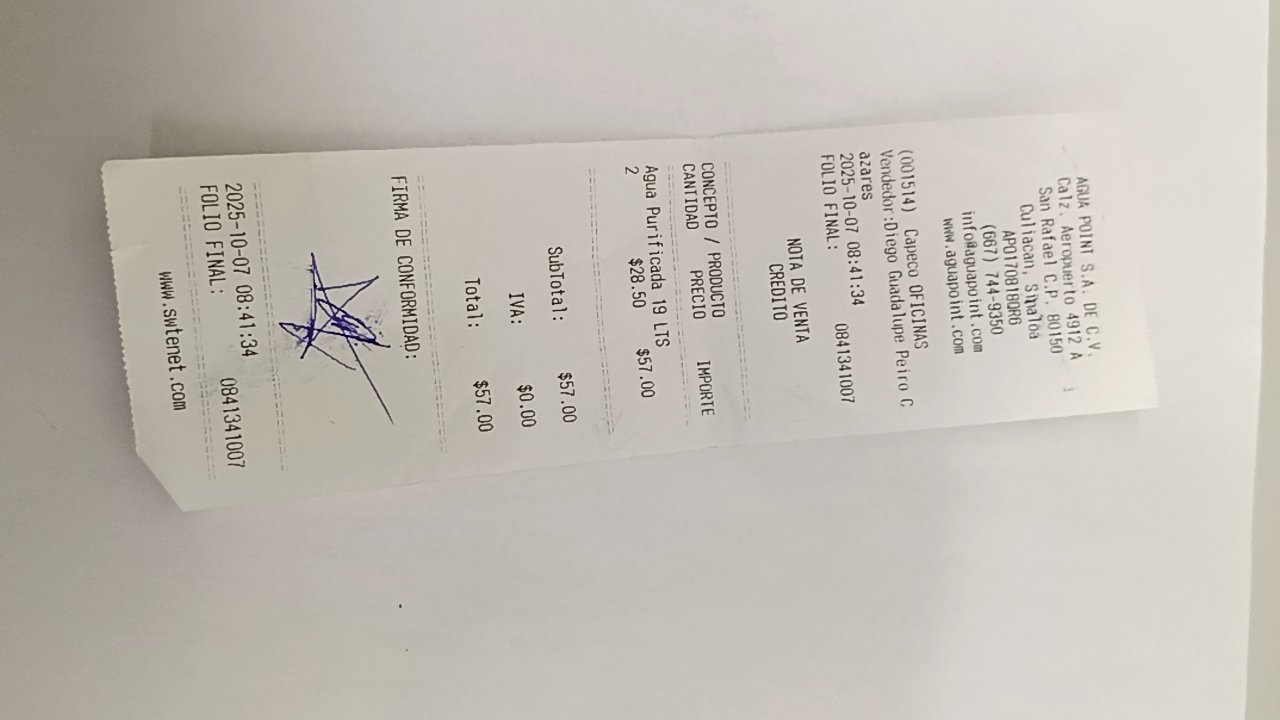 AGUA POINT S.A. DE C.V.
Calz. Aeropuerto 4912 A
San Rafael C.P. 80150
Culiacan, Sinaloa
APO170818QR6
(667) 744-9350
info@aguapoint.com
www.aguapoint.com
(001514) Capeco OFICINAS
Vendedor:Diego Guadalupe Peiro C
azares
2025-10-07 08:41:34
FOLIO FINAL: 0841341007
NOTA DE VENTA
CREDITO
CONCEPTO / PRODUCTO
CANTIDAD PRECIO IMPORTE
Agua Purificada 19 LTS
2 $28.50 $57.00
SubTotal: $57.00
IVA: $0.00
Total: $57.00
FIRMA DE CONFORMIDAD:
2025-10-07 08:41:34
FOLIO FINAL: 0841341007
www.swtenet.com